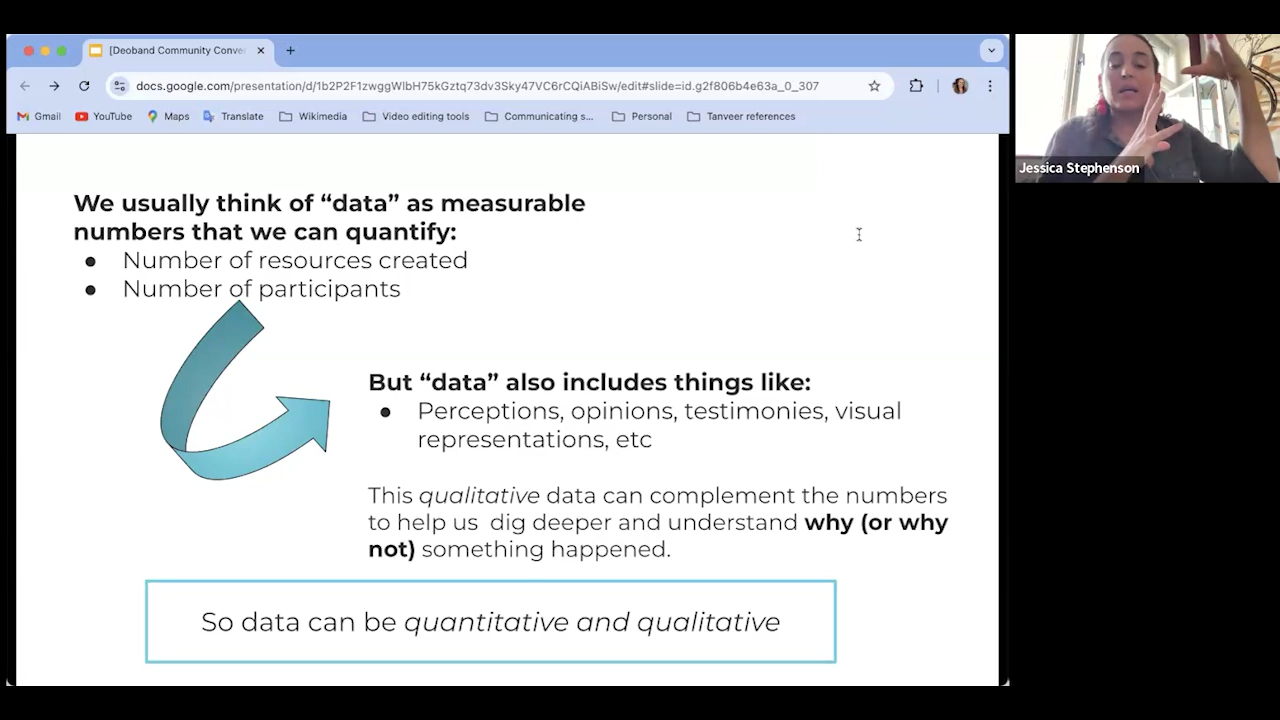 [Deoband Community Conve
docs.google.com/presentation/d/1b2P2F1zwggWlbH75kGztq73dv3Sky47VC6rCQiABiSw/edit#slide=id.g2f806b4e63a_0_307
Gmail YouTube Maps Translate Wikimedia Video editing tools Communicating s... Personal Tanveer references
Jessica Stephenson
We usually think of “data” as measurable
numbers that we can quantify:
● Number of resources created
● Number of participants
But “data” also includes things like:
● Perceptions, opinions, testimonies, visual
representations, etc
This qualitative data can complement the numbers
to help us dig deeper and understand why (or why
not) something happened.
So data can be quantitative and qualitative